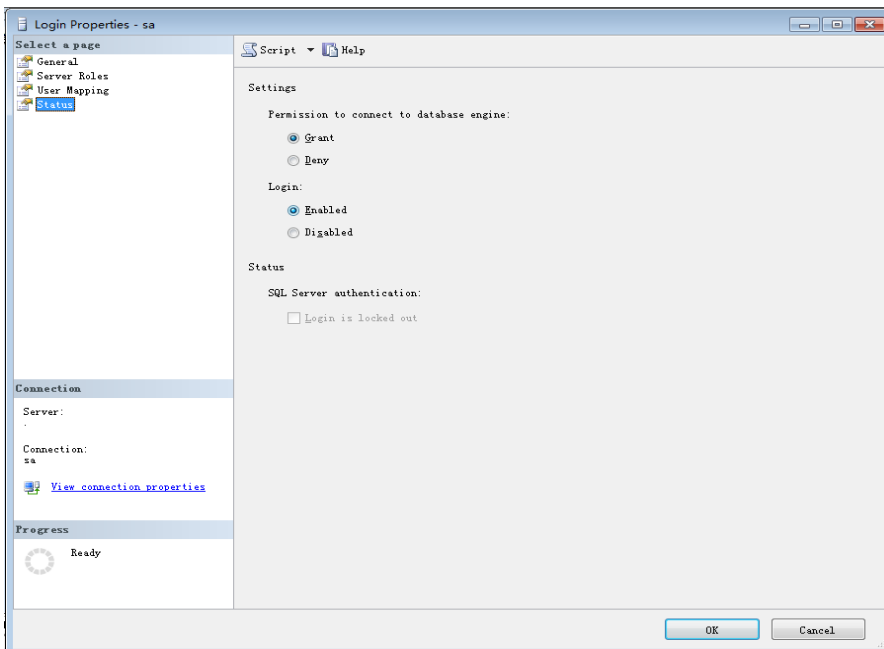 Login Properties - sa
Select a page
General
Server Roles
User Mapping
Status
Script
Help
Settings
Permission to connect to database engine:
Grant
Deny
Login:
Enabled
Disabled
Status
SQL Server authentication:
Login is locked out
Connection
Server:
.
Connection:
sa
View connection properties
Progress
Ready
OK
Cancel